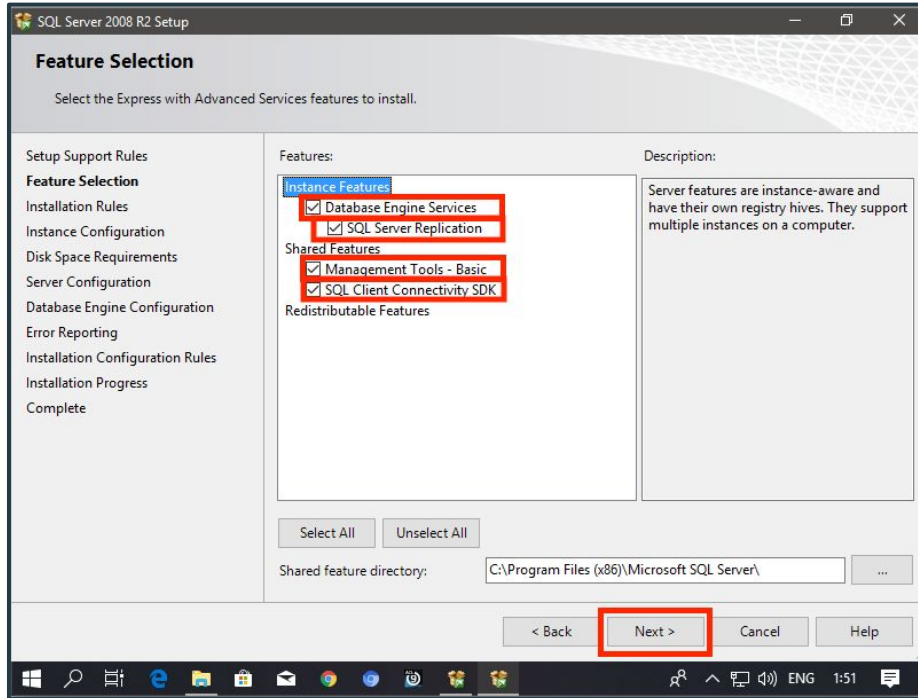 SQL Server 2008 R2 Setup
Feature Selection
Select the Express with Advanced Services features to install.
Setup Support Rules
Feature Selection
Installation Rules
Instance Configuration
Disk Space Requirements
Server Configuration
Database Engine Configuration
Error Reporting
Installation Configuration Rules
Installation Progress
Complete
Features:
Instance Features
Database Engine Services
SQL Server Replication
Shared Features
Management Tools - Basic
SQL Client Connectivity SDK
Redistributable Features
Description:
Server features are instance-aware and
have their own registry hives. They support
multiple instances on a computer.
Select All
Unselect All
Shared feature directory:
C:\Program Files (x86)\Microsoft SQL Server\
...
< Back
Next >
Cancel
Help
ENG
1:51